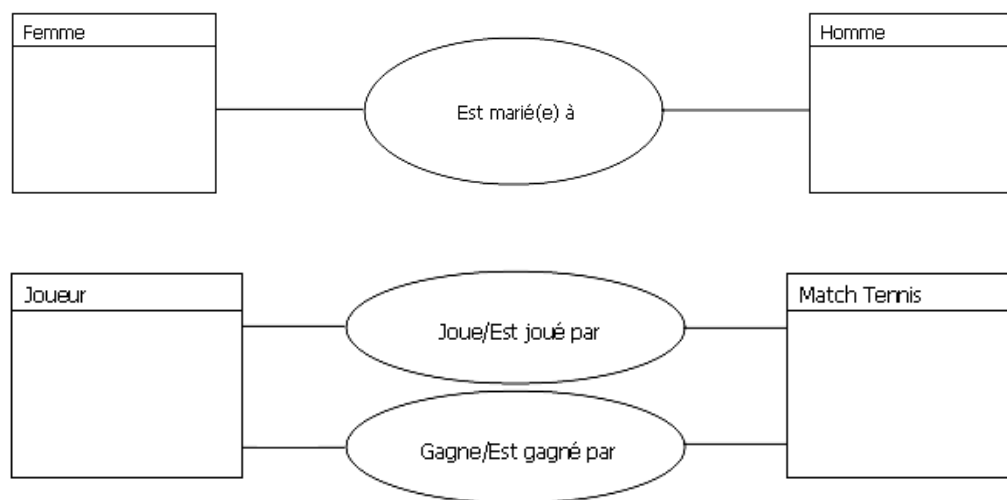 Femme
Est marié(e) à
Homme
Joueur
Joue/Est joué par
Match Tennis
Gagne/Est gagné par